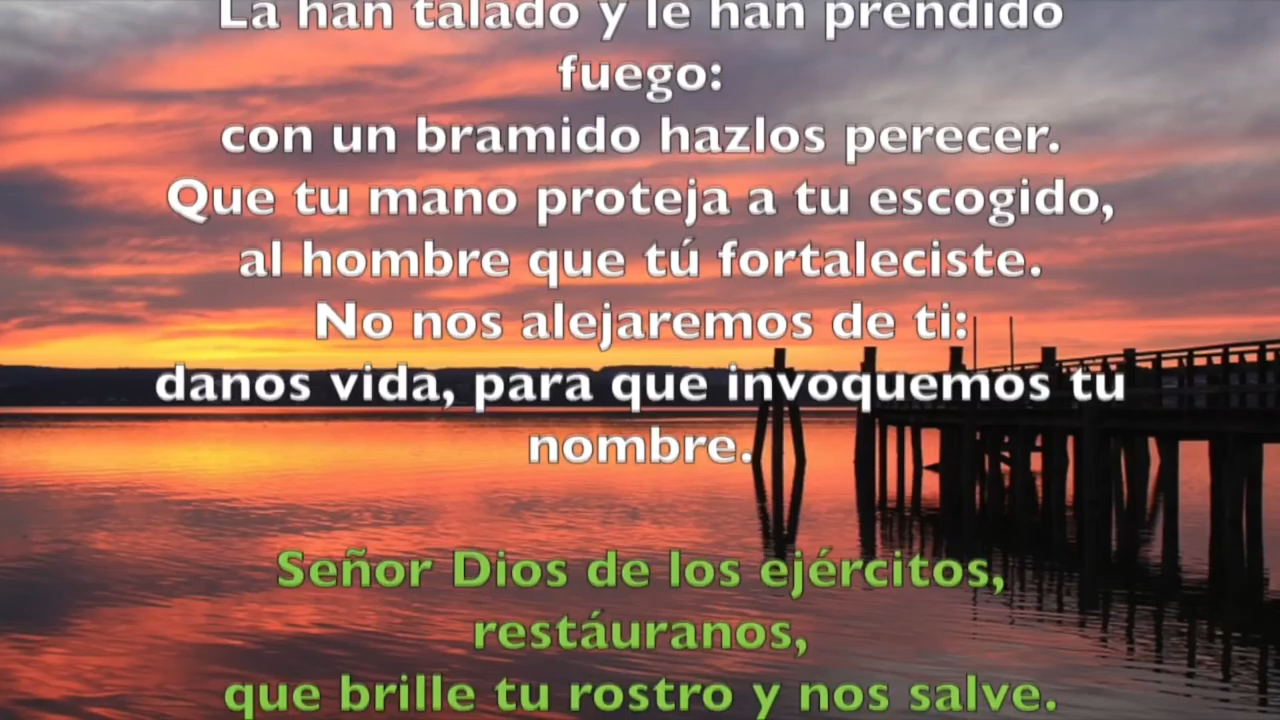 La han talado y le han prendido
fuego:
con un bramido hazlos perecer.
Que tu mano proteja a tu escogido,
al hombre que tú fortaleciste.
No nos alejaremos de ti:
danos vida, para que invoquemos tu
nombre.
Señor Dios de los ejércitos,
restáuranos,
que brille tu rostro y nos salve.